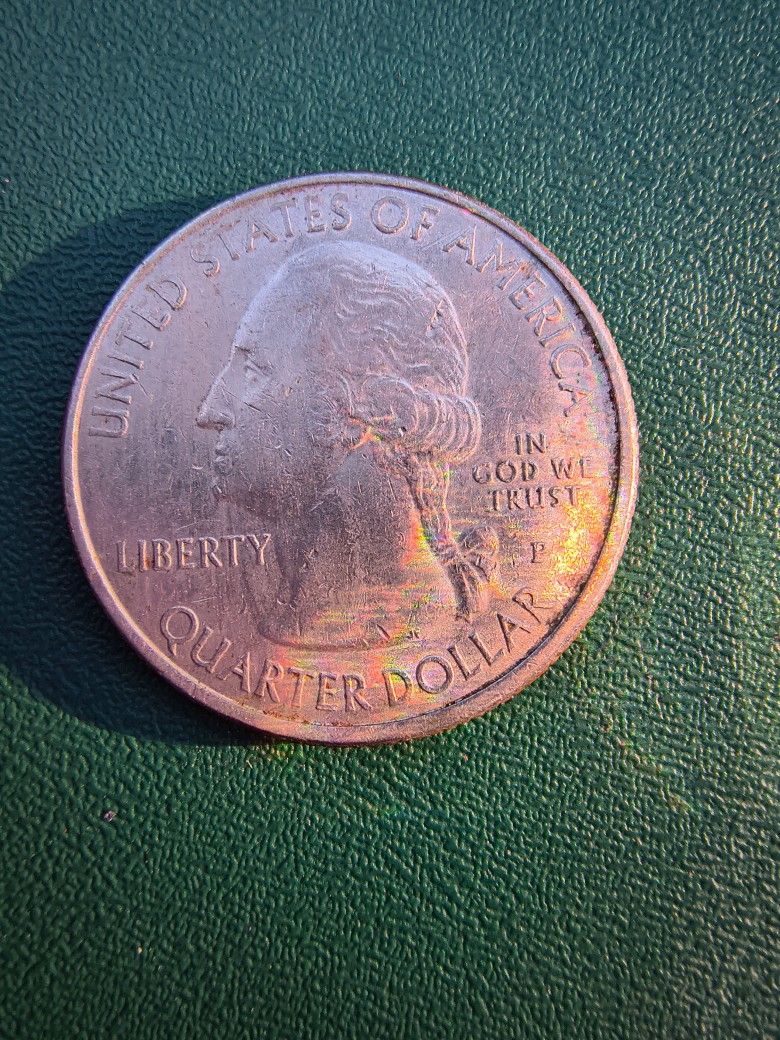 UNITED STATES OF AMERICA
IN
GOD WE
TRUST
LIBERTY
P
QUARTER DOLLAR